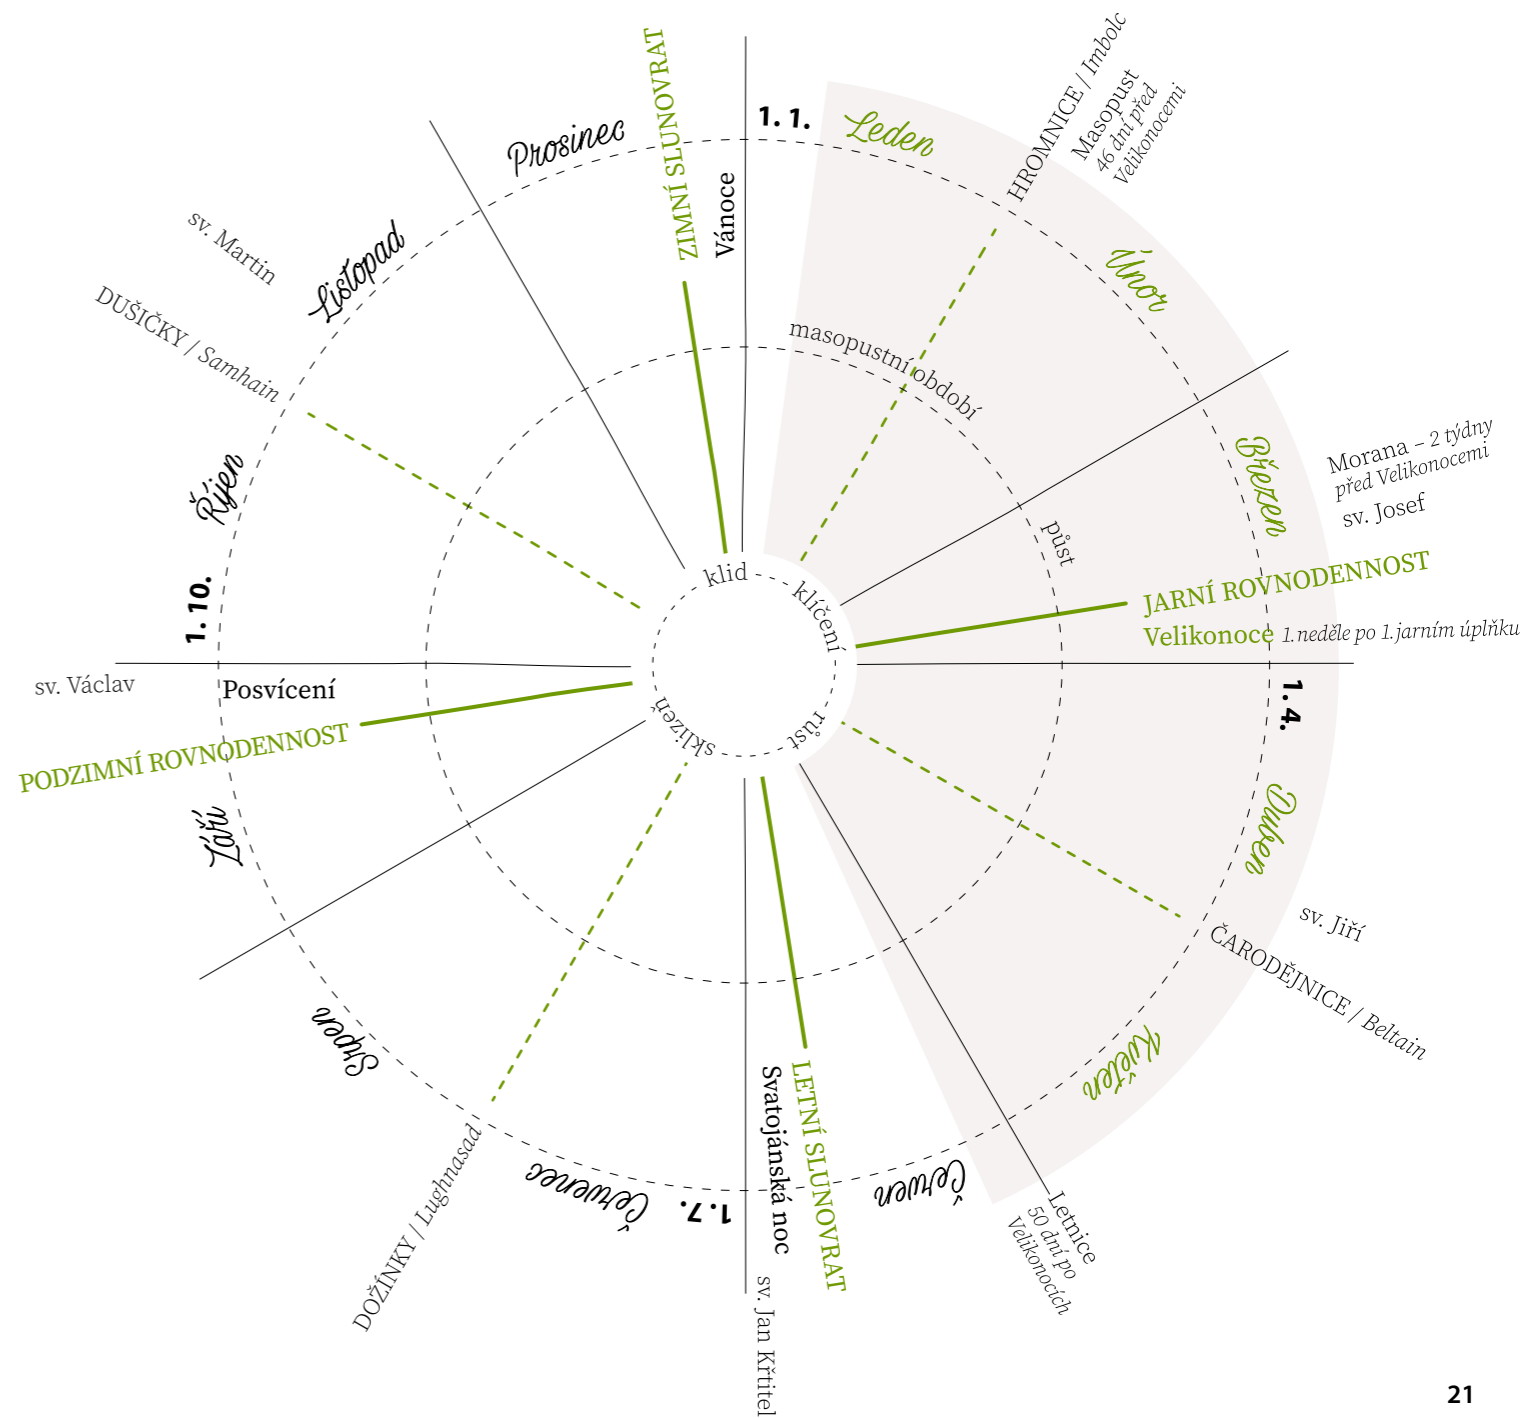 1. 1.
Leden
HROMNICE / Imbolc
Masopust
46 dní před
Velikonocemi
Únor
masopustní období
Březen
Morana – 2 týdny
před Velikonocemi
sv. Josef
půst
JARNÍ ROVNODENNOST
Velikonoce 1. neděle po 1. jarním úplňku
1. 4.
Duben
sv. Jiří
ČARODĚJNICE / Beltain
Květen
Letnice
50 dní po
Velikonocích
Červen
LETNÍ SLUNOVRAT
Svatojánská noc
sv. Jan Křtitel
1. 7.
Červenec
DOŽÍNKY / Lughnasad
Srpen
Září
PODZIMNÍ ROVNODENNOST
Posvícení
sv. Václav
1. 10.
Říjen
DUŠIČKY / Samhain
sv. Martin
Listopad
Prosinec
ZIMNÍ SLUNOVRAT
Vánoce
klid
klíčení
růst
sklizeň
21